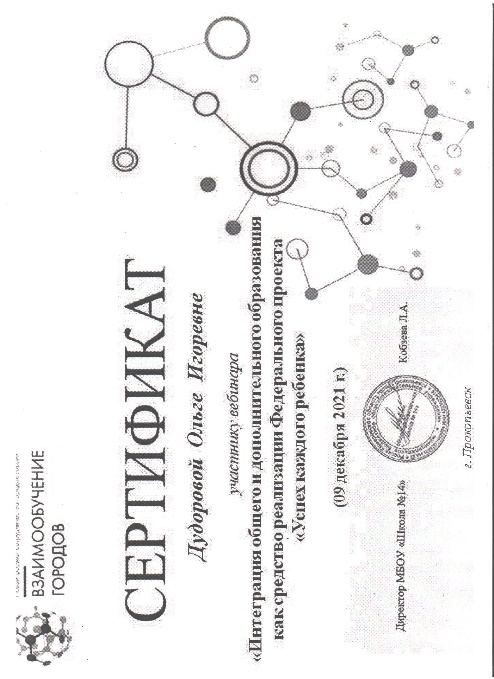 ВЗАИМООБУЧЕНИЕ
ГОРОДОВ
СЕРТИФИКАТ
Дудоровой Ольге Игоревне
участнику вебинара
«Интеграция общего и дополнительного образования
как средство реализации Федерального проекта
«Успех каждого ребенка»
(09 декабря 2021 г.)
Директор МБОУ «Школа №14»
Кобзева Л.А.
г. Прокопьевск